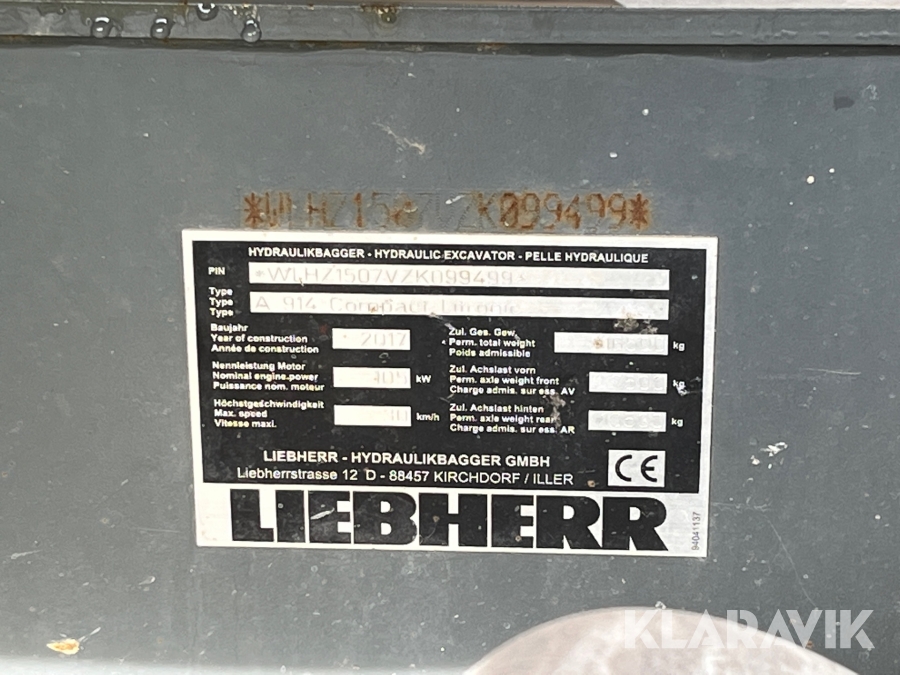 *WLHZ1507VZK099499*
HYDRAULIKBAGGER - HYDRAULIC EXCAVATOR - PELLE HYDRAULIQUE
PIN *WLHZ1507VZK099499*
Type
Type A 914 Compact Litronic
Type
Baujahr
Year of construction 2017
Année de construction
Zul. Ges. Gew.
Perm. total weight kg
Poids admissible
Nennleistung Motor
Nominal engine.power 105 kW
Puissance nom. moteur
Zul. Achslast vorn
Perm. axle weight front kg
Charge admis. sur ess. AV
Höchstgeschwindigkeit
Max. speed km/h
Vitesse maxi.
Zul. Achslast hinten
Perm. axle weight rear kg
Charge admis. sur ess. AR
LIEBHERR - HYDRAULIKBAGGER GMBH
Liebherrstrasse 12 D - 88457 KIRCHDORF / ILLER
CE
LIEBHERR
94041137
KLARAVIK